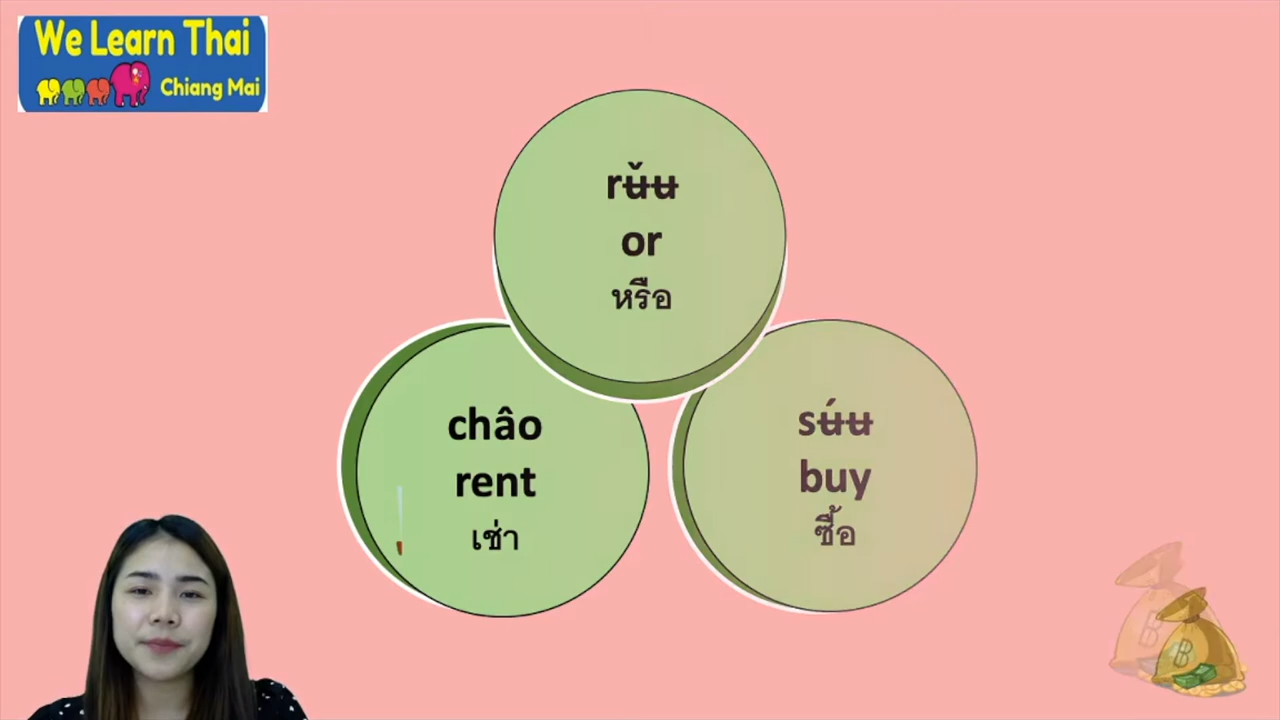 We Learn Thai
Chiang Mai
rʉ̌ʉ
or
หรือ
châo
rent
เช่า
sʉ́ʉ
buy
ซื้อ
B
B